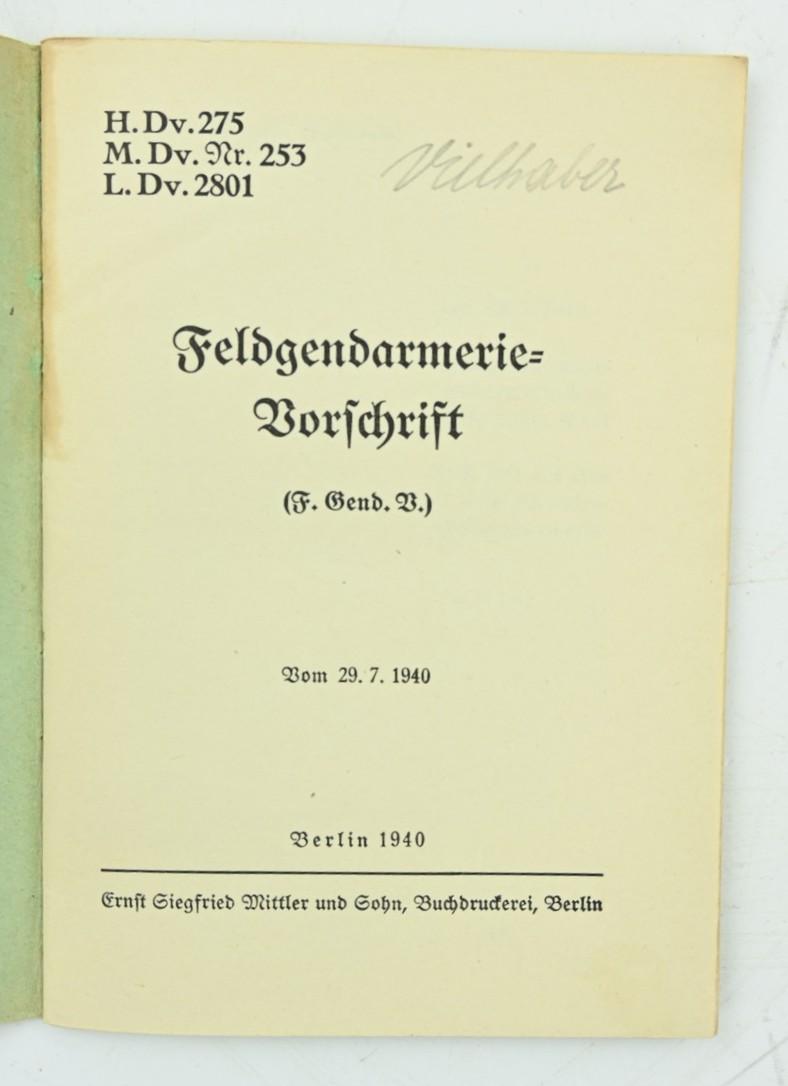 H. Dv. 275
M. Dv. Nr. 253
L. Dv. 2801
Vielhaber
Feldgendarmerie=
Vorſchrift
(F. Gend. V.)
Vom 29. 7. 1940
Berlin 1940
Ernſt Siegfried Mittler und Sohn, Buchdruckerei, Berlin